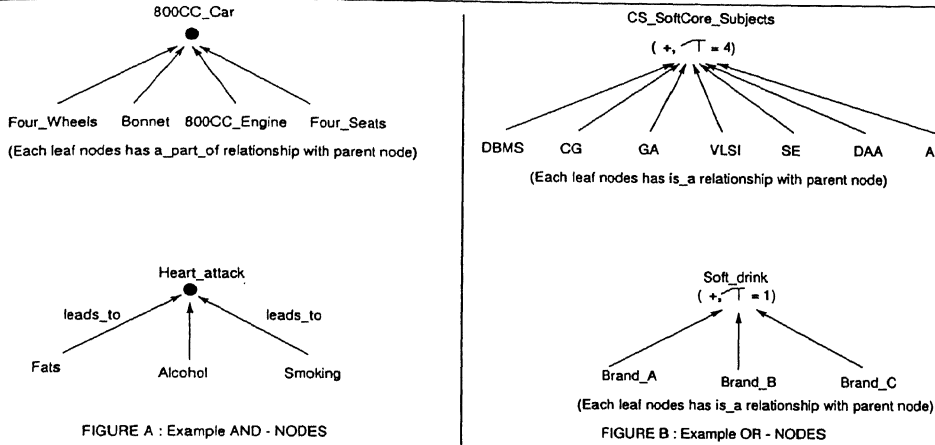 800CC_Car
Four_Wheels Bonnet 800CC_Engine Four_Seats
(Each leaf nodes has a_part_of relationship with parent node)
Heart_attack
leads_to leads_to
Fats Alcohol Smoking
FIGURE A : Example AND - NODES
CS_SoftCore_Subjects
( +, T = 4)
DBMS CG GA VLSI SE DAA A
(Each leaf nodes has is_a relationship with parent node)
Soft_drink
( +, T = 1)
Brand_A Brand_B Brand_C
(Each leaf nodes has is_a relationship with parent node)
FIGURE B : Example OR - NODES